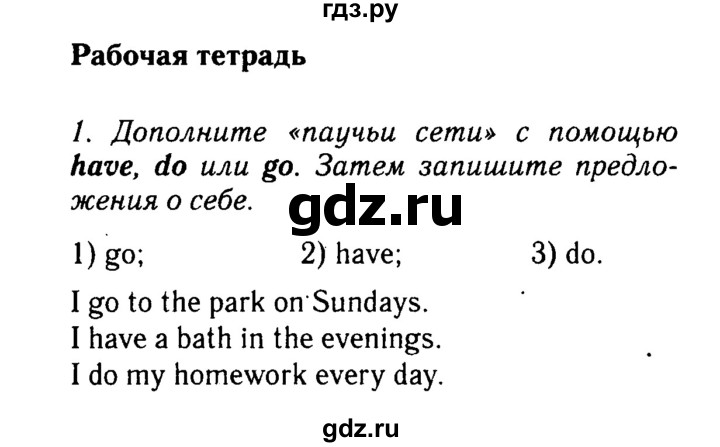 гдз.ру
Рабочая тетрадь
1. Дополните «паучьи сети» с помощью
have, do или go. Затем запишите предло-
жения о себе.
gdz.ru
1) go; 2) have; 3) do.
I go to the park on Sundays.
I have a bath in the evenings.
I do my homework every day.
gdz.ru